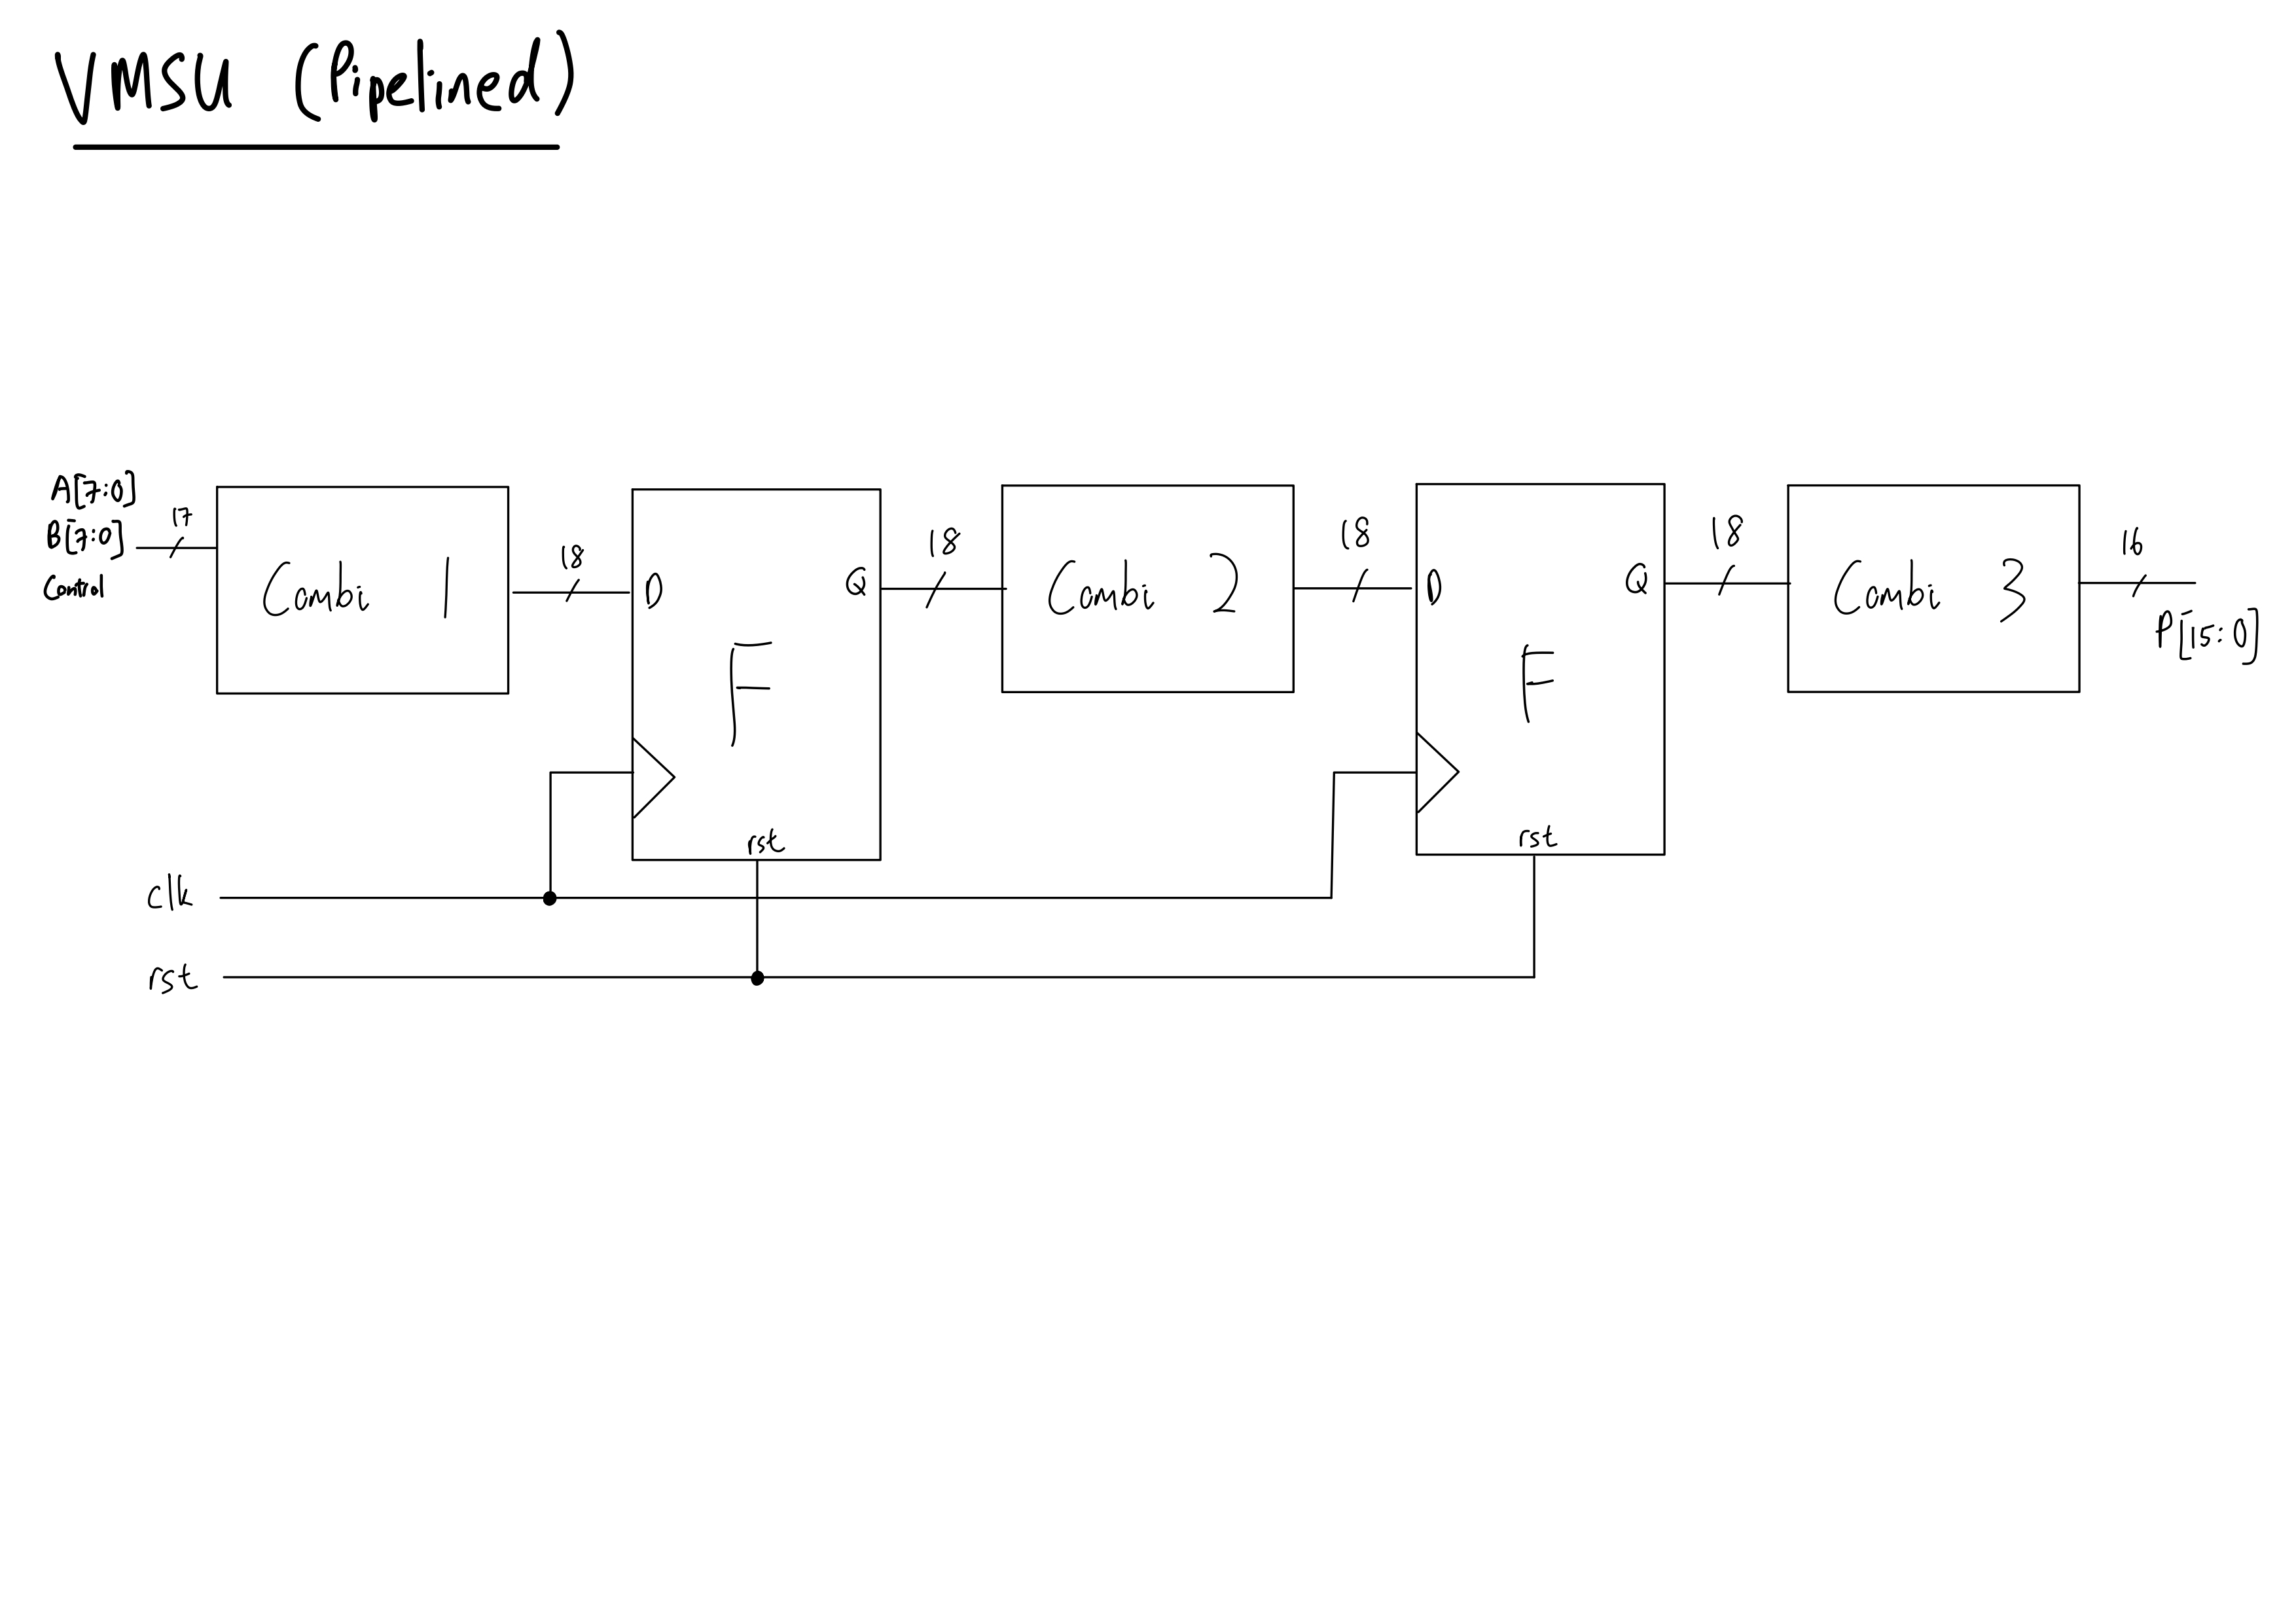 VMSU (Pipelined)
A[7:0]
B[7:0]
Control
17
Combi 1
18
D
Q
F
rst
18
Combi 2
18
D
Q
F
rst
18
Combi 3
16
P[15:0]
clk
rst